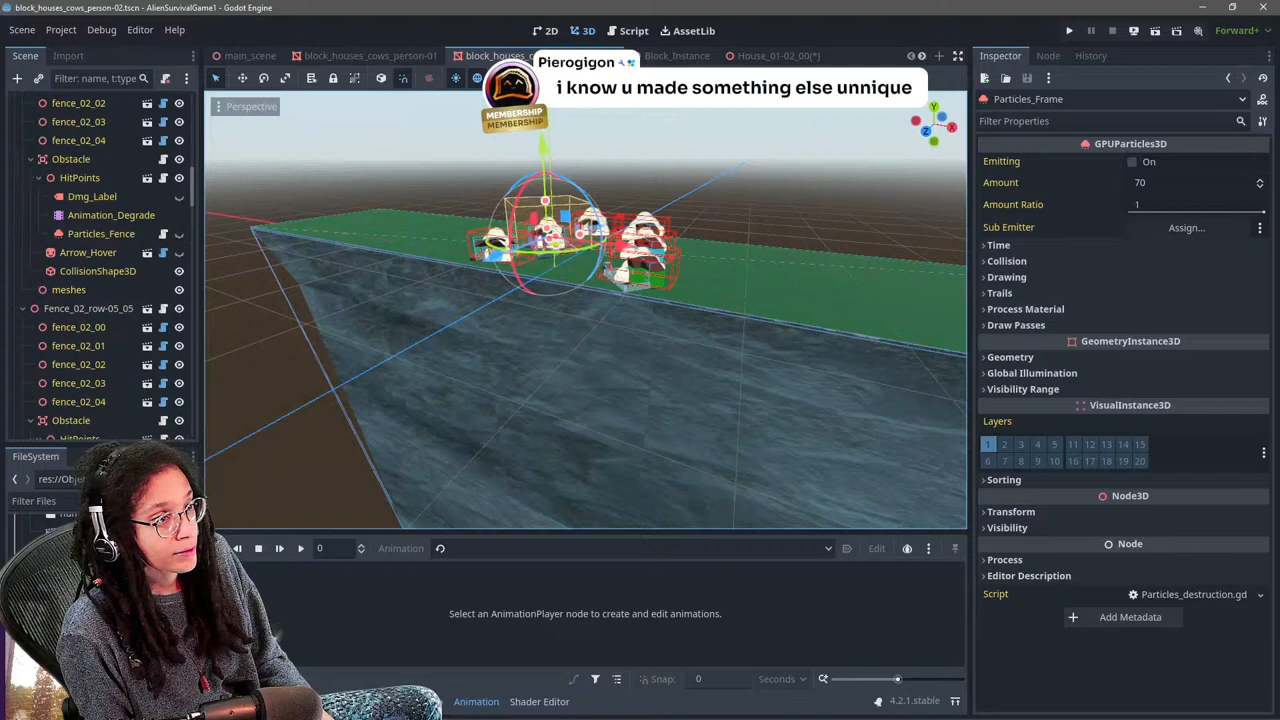 block_houses_cows_person-02.tscn - AlienSurvivalGame1 - Godot Engine
Scene Project Debug Editor Help
2D 3D Script AssetLib
Forward+
Scene Import
main_scene block_houses_cows_person-01 block_houses_c Block_Instance House_01-02_00(*)
Inspector Node History
Filter: name, t:type
Pierogigon
i know u made something else unnique
MEMBERSHIP
MEMBERSHIP
Perspective
Y
X
Z
Particles_Frame
Filter Properties
fence_02_02
fence_02_03
fence_02_04
Obstacle
HitPoints
Dmg_Label
Animation_Degrade
Particles_Fence
Arrow_Hover
CollisionShape3D
meshes
Fence_02_row-05_05
fence_02_00
fence_02_01
fence_02_02
fence_02_03
fence_02_04
Obstacle
HitPoints
GPUParticles3D
Emitting On
Amount 70
Amount Ratio 1
Sub Emitter Assign...
Time
Collision
Drawing
Trails
Process Material
Draw Passes
GeometryInstance3D
Geometry
Global Illumination
Visibility Range
VisualInstance3D
Layers
1 2 3 4 5 11 12 13 14 15
6 7 8 9 10 16 17 18 19 20
Sorting
Node3D
Transform
Visibility
Node
Process
Editor Description
Script Particles_destruction.gd
Add Metadata
FileSystem
res://Obje
Filter Files
0 Animation Edit
Select an AnimationPlayer node to create and edit animations.
Snap: 0 Seconds
Animation Shader Editor 4.2.1.stable